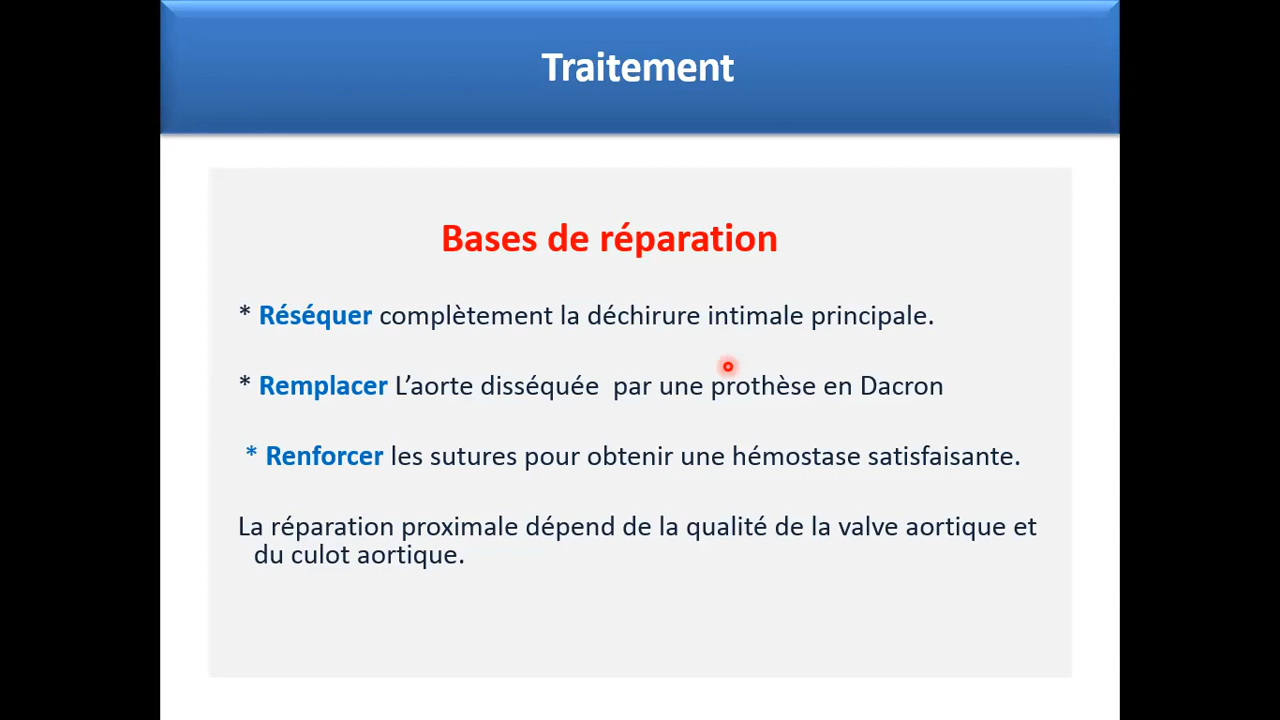 Traitement
Bases de réparation
* Réséquer complètement la déchirure intimale principale.
* Remplacer L’aorte disséquée  par une prothèse en Dacron
* Renforcer les sutures pour obtenir une hémostase satisfaisante.
La réparation proximale dépend de la qualité de la valve aortique et
du culot aortique.